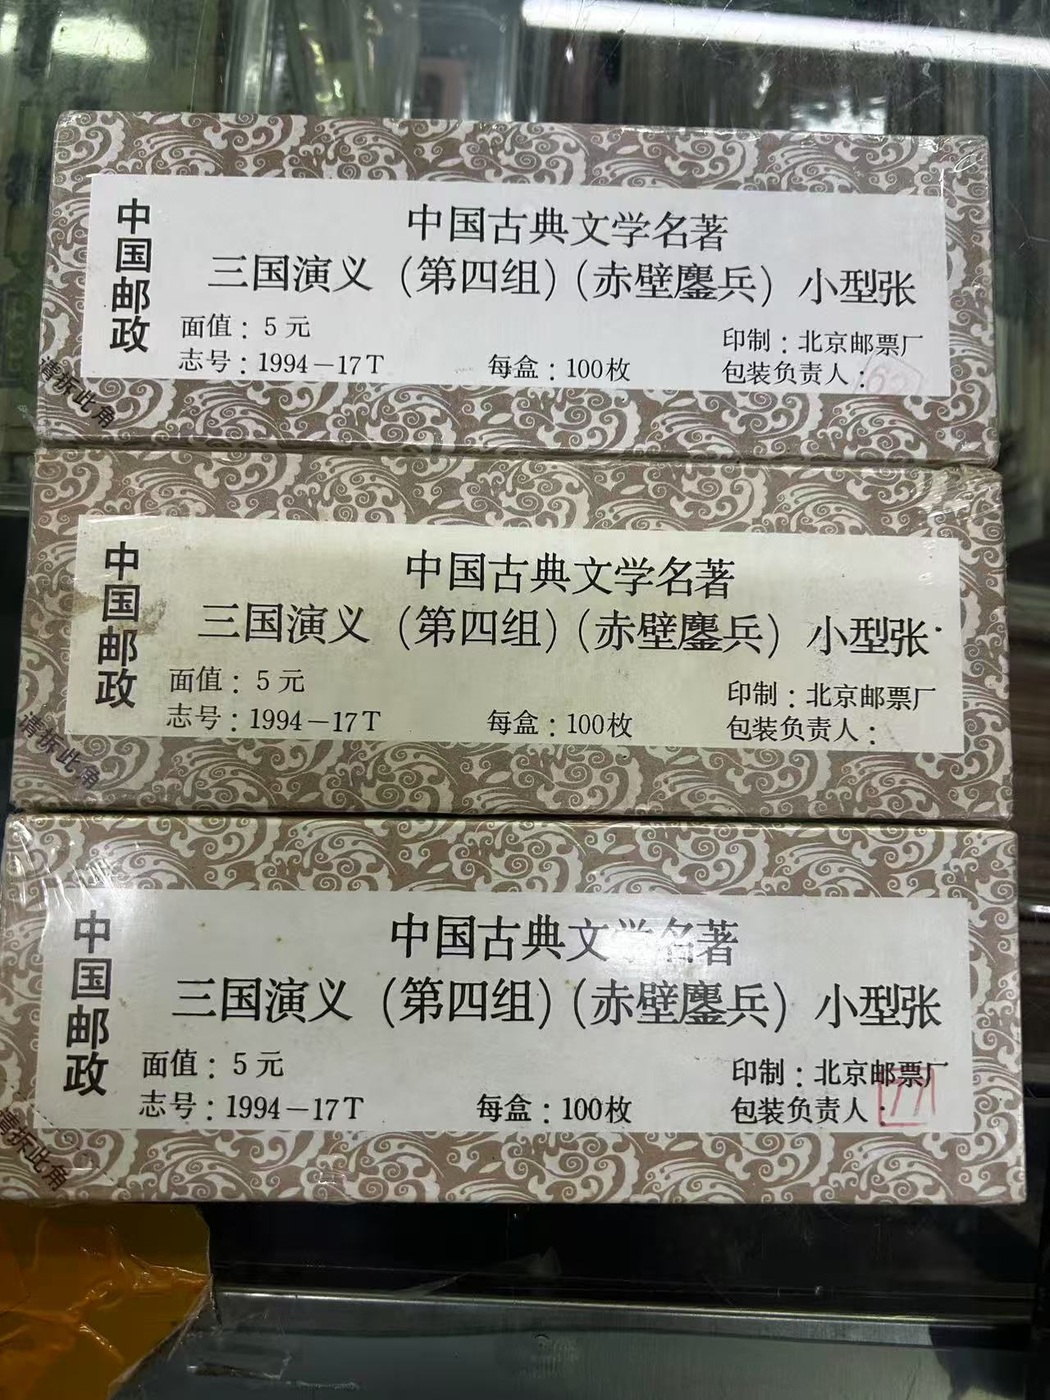 中国邮政
中国古典文学名著
三国演义（第四组）（赤壁鏖兵）小型张
面值：5元
印制：北京邮票厂
志号：1994－17T
每盒：100枚
包装负责人：
请拆此角
中国邮政
中国古典文学名著
三国演义（第四组）（赤壁鏖兵）小型张
面值：5元
印制：北京邮票厂
志号：1994－17T
每盒：100枚
包装负责人：
请拆此角
中国邮政
中国古典文学名著
三国演义（第四组）（赤壁鏖兵）小型张
面值：5元
印制：北京邮票厂
志号：1994－17T
每盒：100枚
包装负责人：77
请拆此角